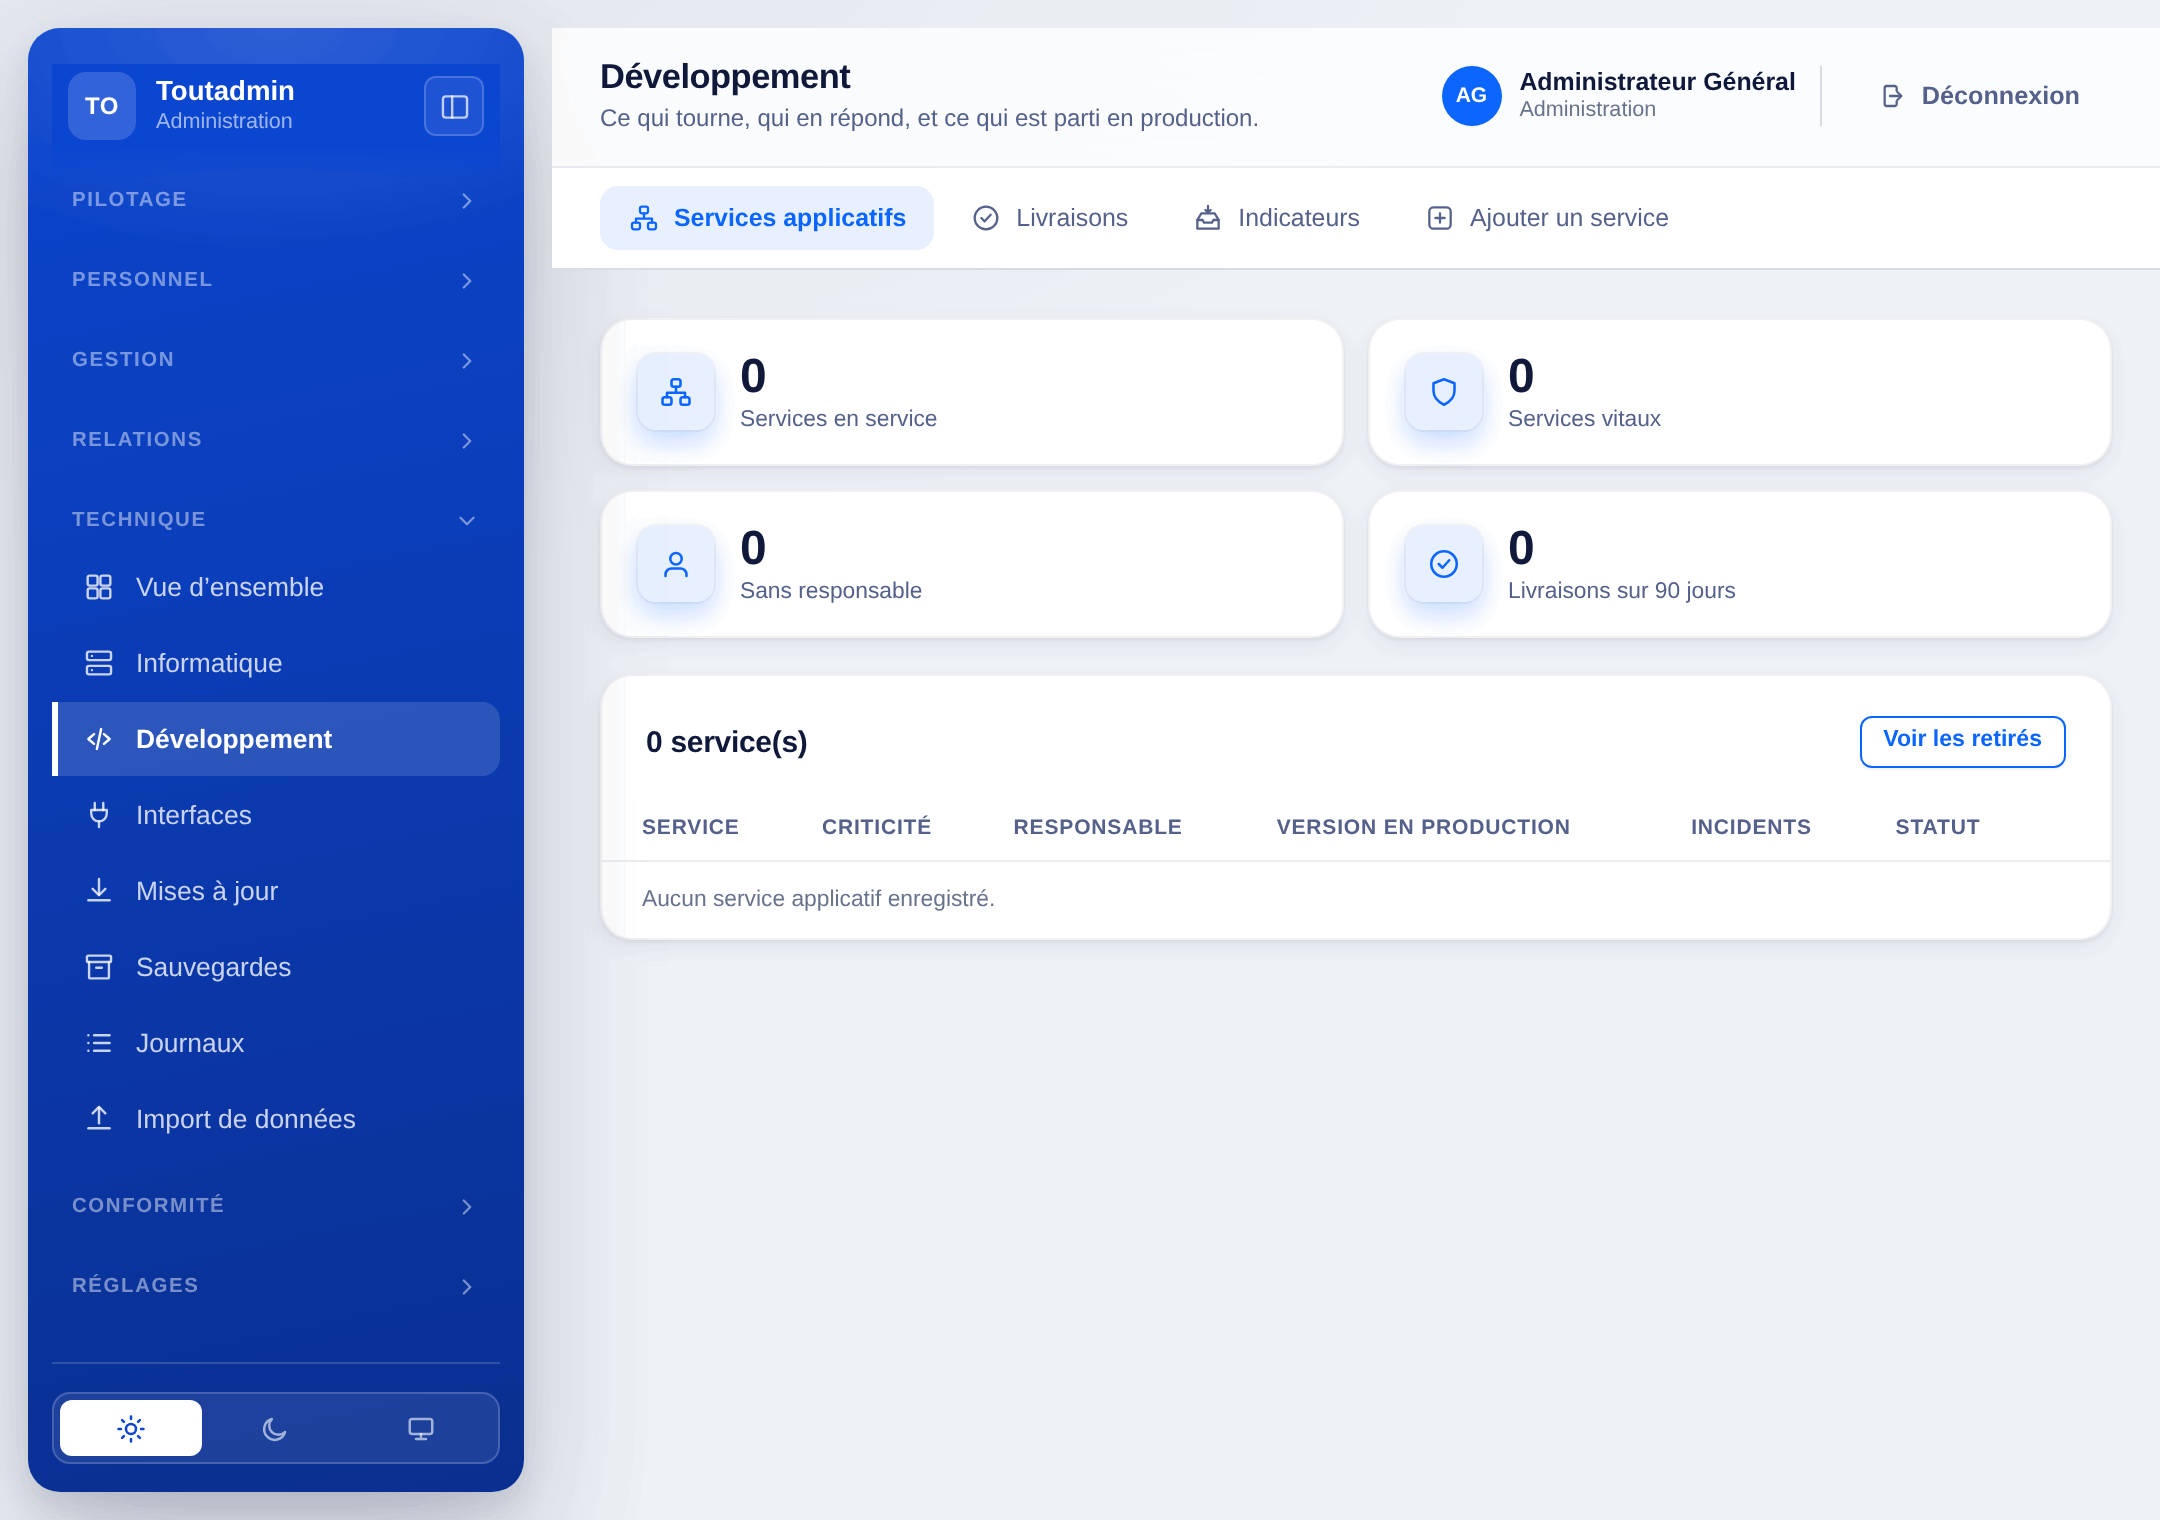 TO
Toutadmin
Administration
PILOTAGE
PERSONNEL
GESTION
RELATIONS
TECHNIQUE
Vue d’ensemble
Informatique
Développement
Interfaces
Mises à jour
Sauvegardes
Journaux
Import de données
CONFORMITÉ
RÉGLAGES
Développement
Ce qui tourne, qui en répond, et ce qui est parti en production.
AG
Administrateur Général
Administration
Déconnexion
Services applicatifs
Livraisons
Indicateurs
Ajouter un service
0
Services en service
0
Services vitaux
0
Sans responsable
0
Livraisons sur 90 jours
0 service(s)
Voir les retirés
SERVICE CRITICITÉ RESPONSABLE VERSION EN PRODUCTION INCIDENTS STATUT
Aucun service applicatif enregistré.